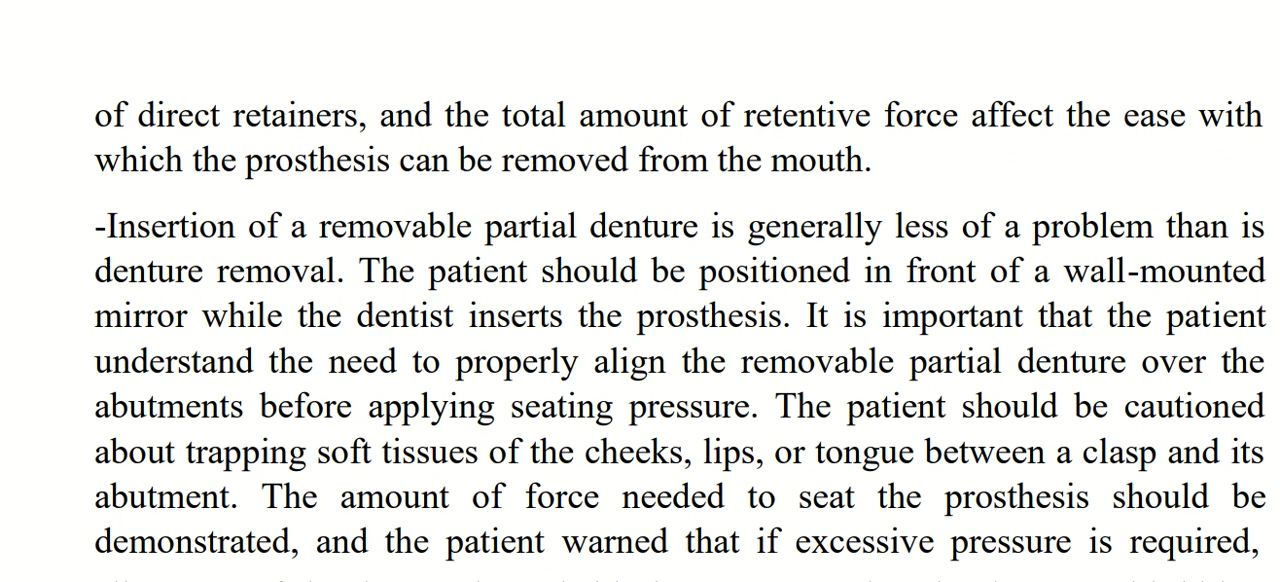 of direct retainers, and the total amount of retentive force affect the ease with
which the prosthesis can be removed from the mouth.
-Insertion of a removable partial denture is generally less of a problem than is
denture removal. The patient should be positioned in front of a wall-mounted
mirror while the dentist inserts the prosthesis. It is important that the patient
understand the need to properly align the removable partial denture over the
abutments before applying seating pressure. The patient should be cautioned
about trapping soft tissues of the cheeks, lips, or tongue between a clasp and its
abutment. The amount of force needed to seat the prosthesis should be
demonstrated, and the patient warned that if excessive pressure is required,